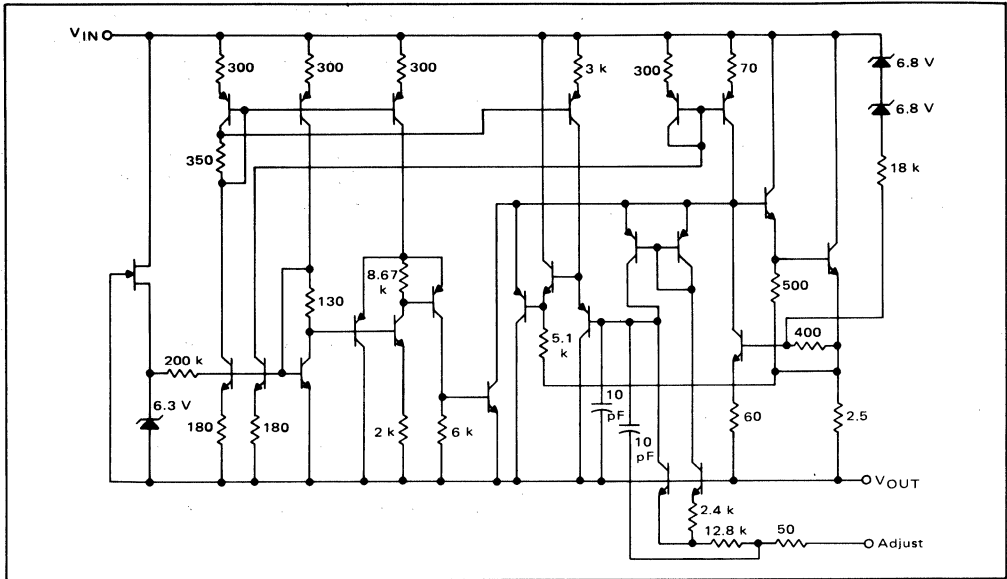 VIN
300
300
300
3 k
300
70
6.8 V
6.8 V
350
18 k
8.67
k
130
500
5.1
k
400
200 k
6.3 V
10
pF
10
pF
180
180
2 k
6 k
60
2.5
VOUT
2.4 k
12.8 k
50
Adjust